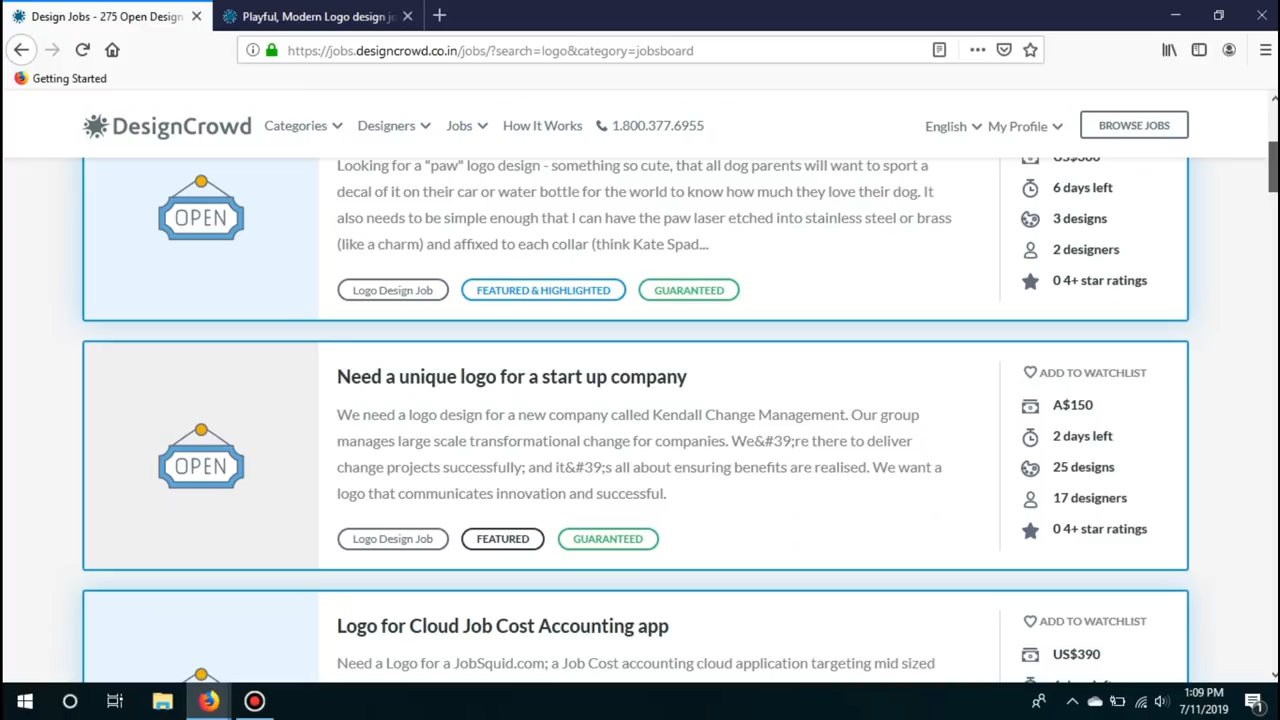 Design Jobs - 275 Open Design
Playful, Modern Logo design jo
https://jobs.designcrowd.co.in/jobs/?search=logo&category=jobsboard
Getting Started
DesignCrowd
Categories
Designers
Jobs
How It Works
1.800.377.6955
English
My Profile
BROWSE JOBS
Looking for a "paw" logo design - something so cute, that all dog parents will want to sport a
decal of it on their car or water bottle for the world to know how much they love their dog. It
also needs to be simple enough that I can have the paw laser etched into stainless steel or brass
(like a charm) and affixed to each collar (think Kate Spad...
OPEN
Logo Design Job
FEATURED & HIGHLIGHTED
GUARANTEED
6 days left
3 designs
2 designers
0 4+ star ratings
Need a unique logo for a start up company
We need a logo design for a new company called Kendall Change Management. Our group
manages large scale transformational change for companies. We&#39;re there to deliver
change projects successfully; and it&#39;s all about ensuring benefits are realised. We want a
logo that communicates innovation and successful.
OPEN
Logo Design Job
FEATURED
GUARANTEED
ADD TO WATCHLIST
A$150
2 days left
25 designs
17 designers
0 4+ star ratings
Logo for Cloud Job Cost Accounting app
Need a Logo for a JobSquid.com; a Job Cost accounting cloud application targeting mid sized
ADD TO WATCHLIST
US$390
1:09 PM
7/11/2019
1